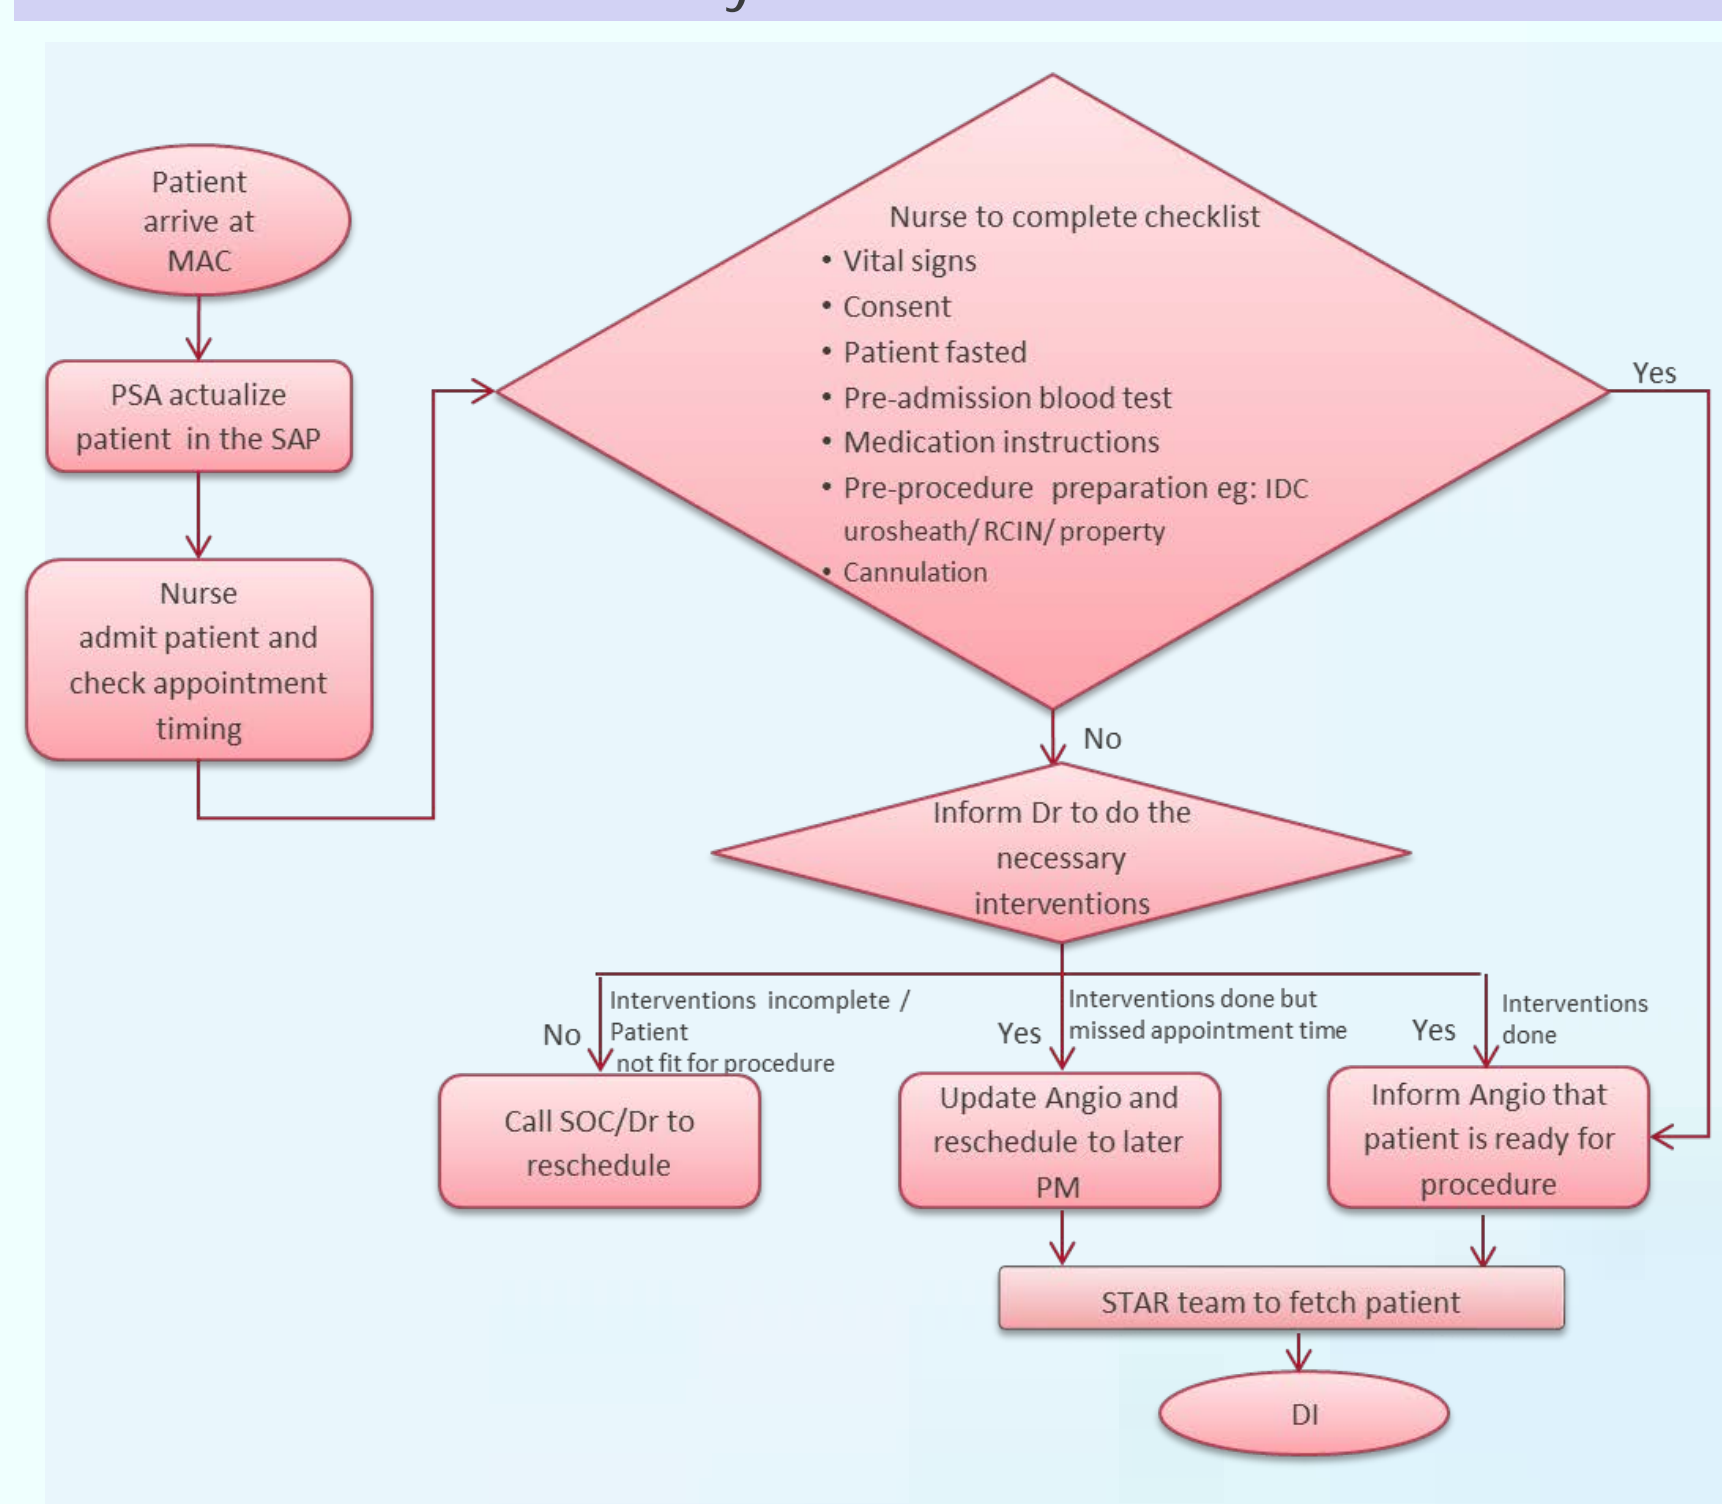 Patient
arrive at
MAC
PSA actualize
patient in the SAP
Nurse
admit patient and
check appointment
timing
Nurse to complete checklist
• Vital signs
• Consent
• Patient fasted
• Pre-admission blood test
• Medication instructions
• Pre-procedure preparation eg: IDC
urosheath/ RCIN/ property
• Cannulation
Yes
No
Inform Dr to do the
necessary
interventions
No
Interventions incomplete /
Patient
not fit for procedure
Yes
Interventions done but
missed appointment time
Yes
Interventions
done
Call SOC/Dr to
reschedule
Update Angio and
reschedule to later
PM
Inform Angio that
patient is ready for
procedure
STAR team to fetch patient
DI